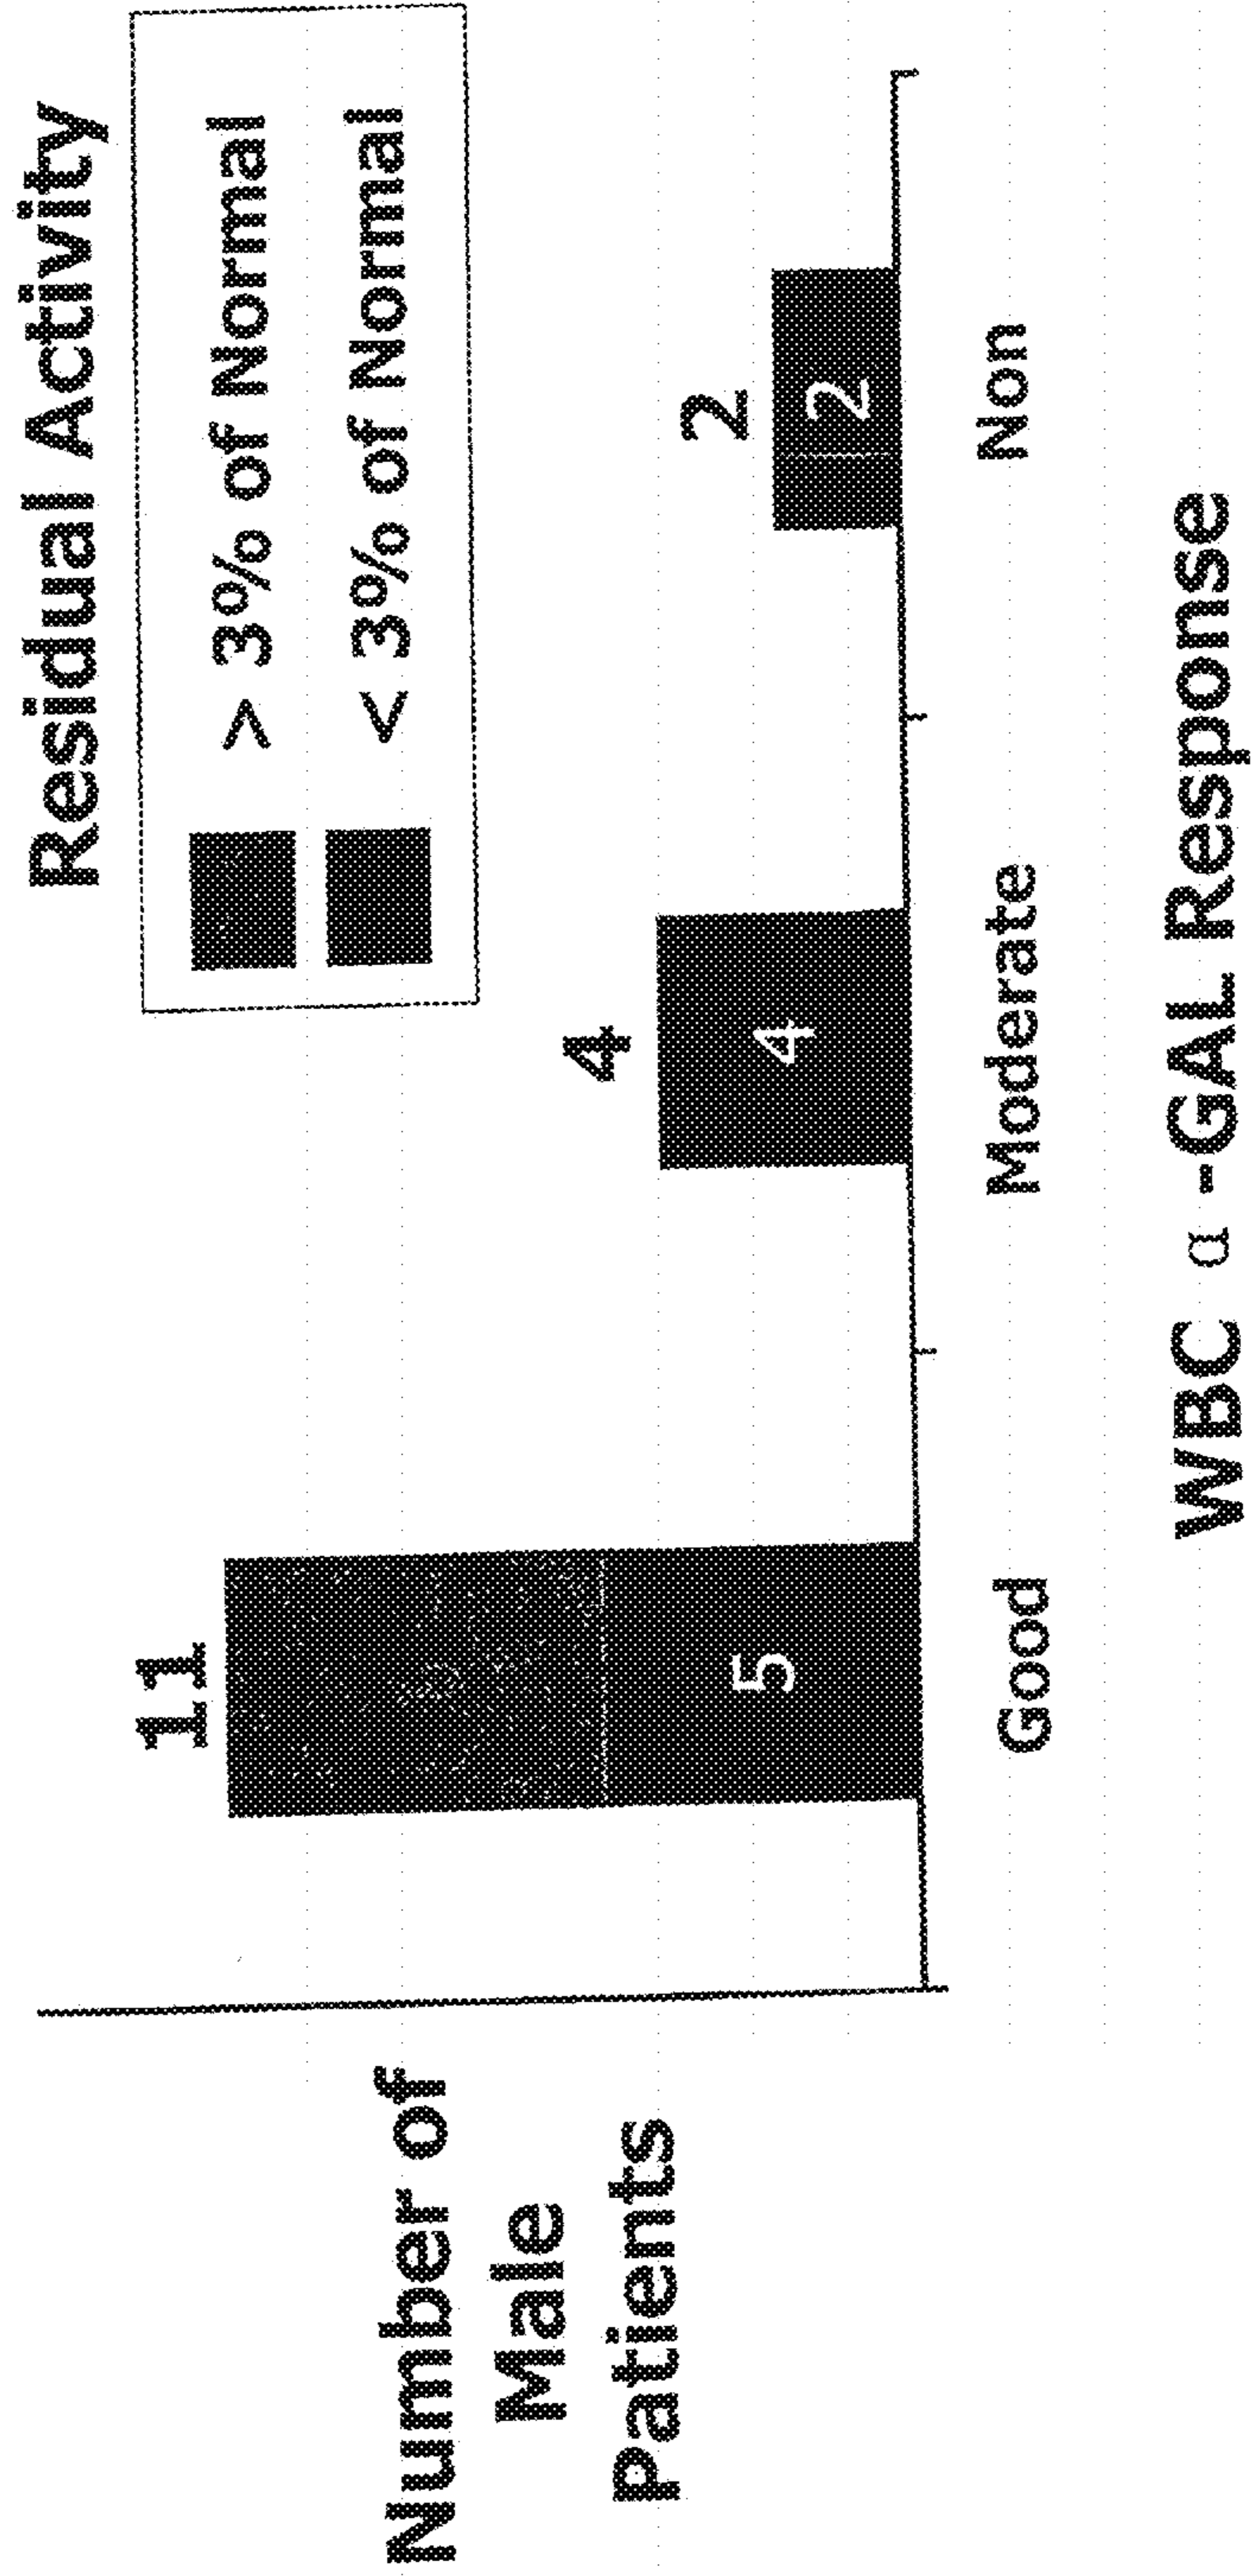 Residual Activity
> 3% of Normal
< 3% of Normal
Number of
Male
Patients
11
5
4
4
2
2
Good
Moderate
Non
WBC α -GAL Response